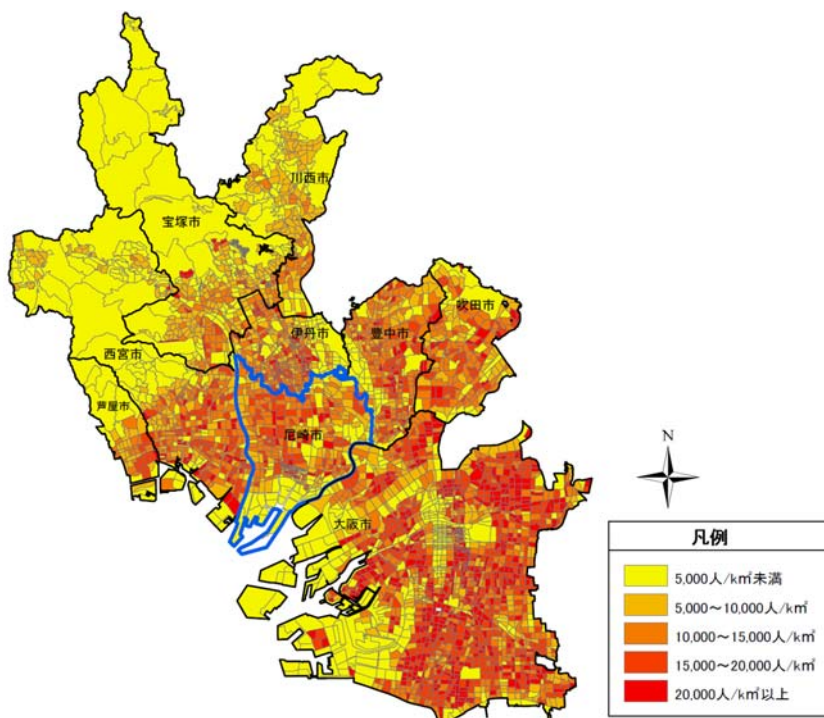 川西市
宝塚市
吹田市
伊丹市
豊中市
西宮市
芦屋市
尼崎市
大阪市
N
凡例
5,000人/k㎡未満
5,000～10,000人/k㎡
10,000～15,000人/k㎡
15,000～20,000人/k㎡
20,000人/k㎡以上